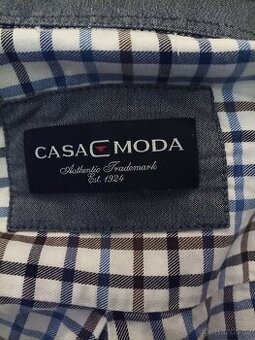 CASA MODA
Authentic Trademark
Est. 1924